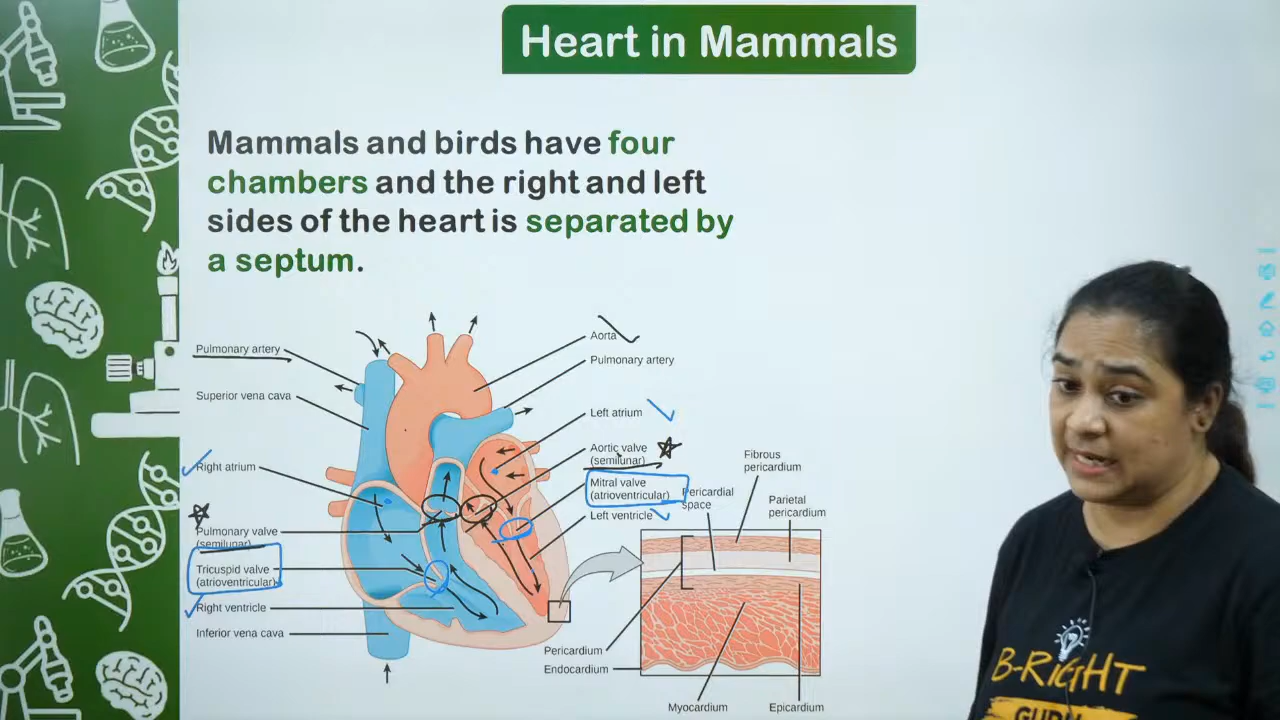 Heart in Mammals
Mammals and birds have four
chambers and the right and left
sides of the heart is separated by
a septum.
Pulmonary artery
Superior vena cava
Right atrium
Pulmonary valve
(semilunar)
Tricuspid valve
(atrioventricular)
Right ventricle
Inferior vena cava
Aorta
Pulmonary artery
Left atrium
Aortic valve
(semilunar)
Mitral valve
(atrioventricular)
Left ventricle
Fibrous
pericardium
Pericardial
space
Parietal
pericardium
Pericardium
Endocardium
Myocardium
Epicardium
B-RIGHT
GURU